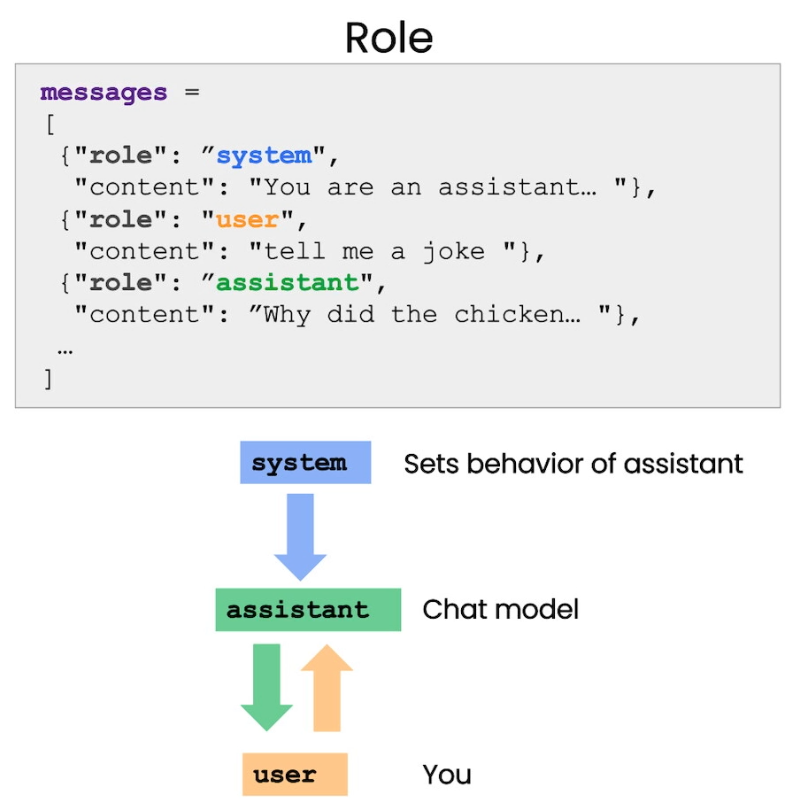 Role
messages =
[
{"role": ”system",
"content": "You are an assistant… "},
{"role": "user",
"content": "tell me a joke "},
{"role": ”assistant",
"content": ”Why did the chicken… "},
…
]
system Sets behavior of assistant
assistant Chat model
user You